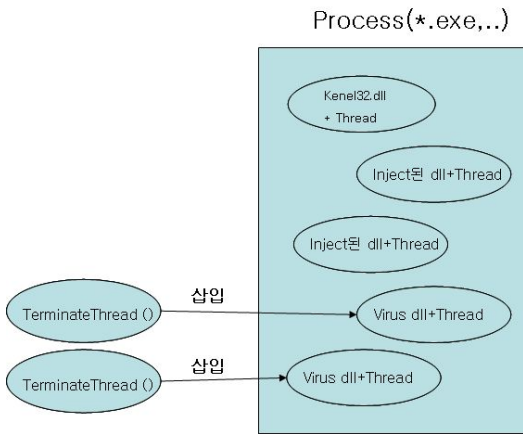 Process(*.exe,..)
Kenel32.dll
+ Thread
Inject된 dll+Thread
Inject된 dll+Thread
삽입
TerminateThread ()
Virus dll+Thread
삽입
TerminateThread ()
Virus dll+Thread